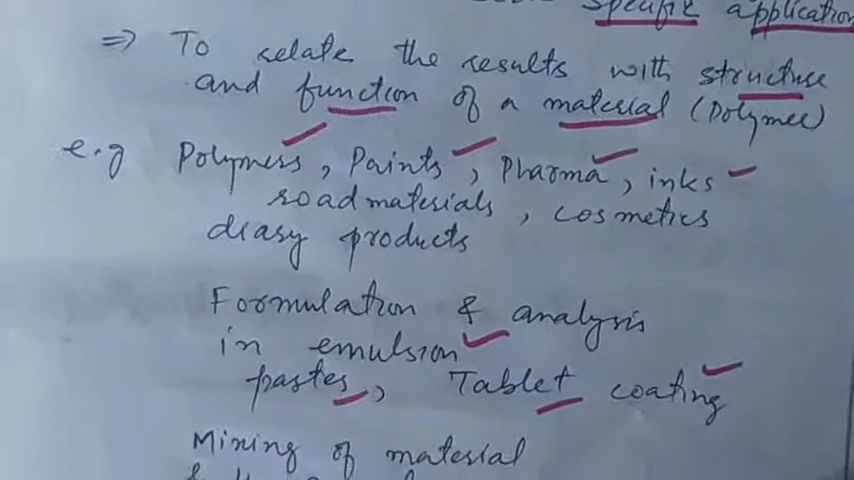 specific application
⇒ To relate the results with structure
and function of a material (Polymer)
e.g Polymers, Paints, Pharma, inks
road materials, cosmetics
diary products
Formulation & analysis
in emulsion
pastes, Tablet coating
Mixing of material